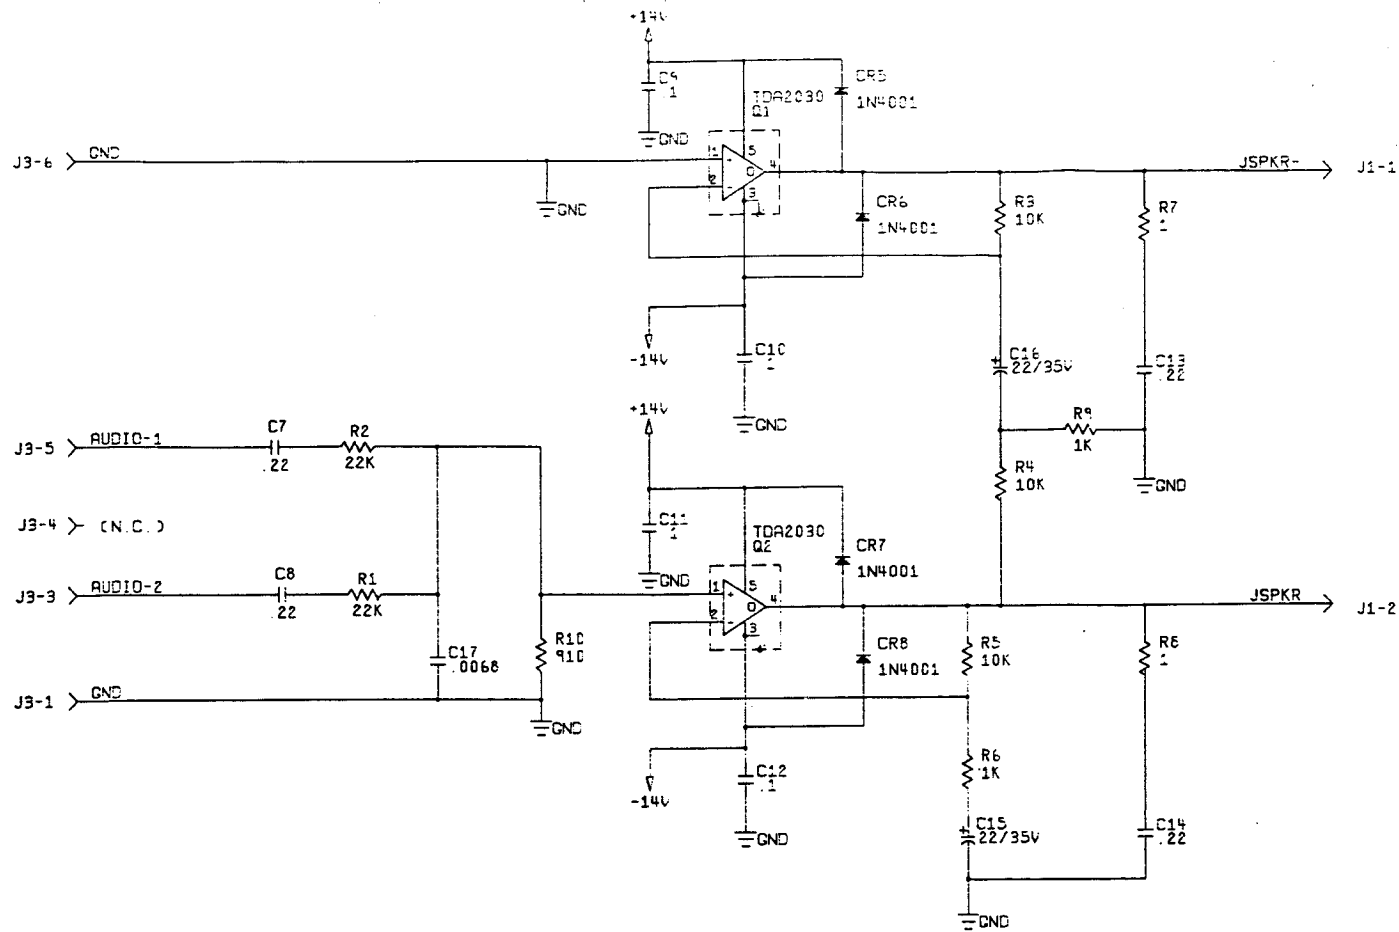 +14V
C9
.1
TDA2030
Q1
CR5
1N4001
GND
J3-6
GND
J1-1
JSPKR-
1
5
4
2
0
3
GND
CR6
1N4001
R3
10K
R7
1
-14V
C10
.1
C16
+
22/35V
C13
.22
GND
+14V
R9
1K
R4
10K
GND
J3-5
AUDIO-1
C7
.22
R2
22K
J3-4
(N.C.)
C11
.1
TDA2030
Q2
CR7
1N4001
GND
J3-3
AUDIO-2
C8
.22
R1
22K
1
+
5
4
2
-
0
3
JSPKR
J1-2
CR8
1N4001
R5
10K
R8
1
C17
.0068
R10
910
J3-1
GND
GND
-14V
C12
.1
GND
R6
1K
C15
+
22/35V
C14
.22
GND